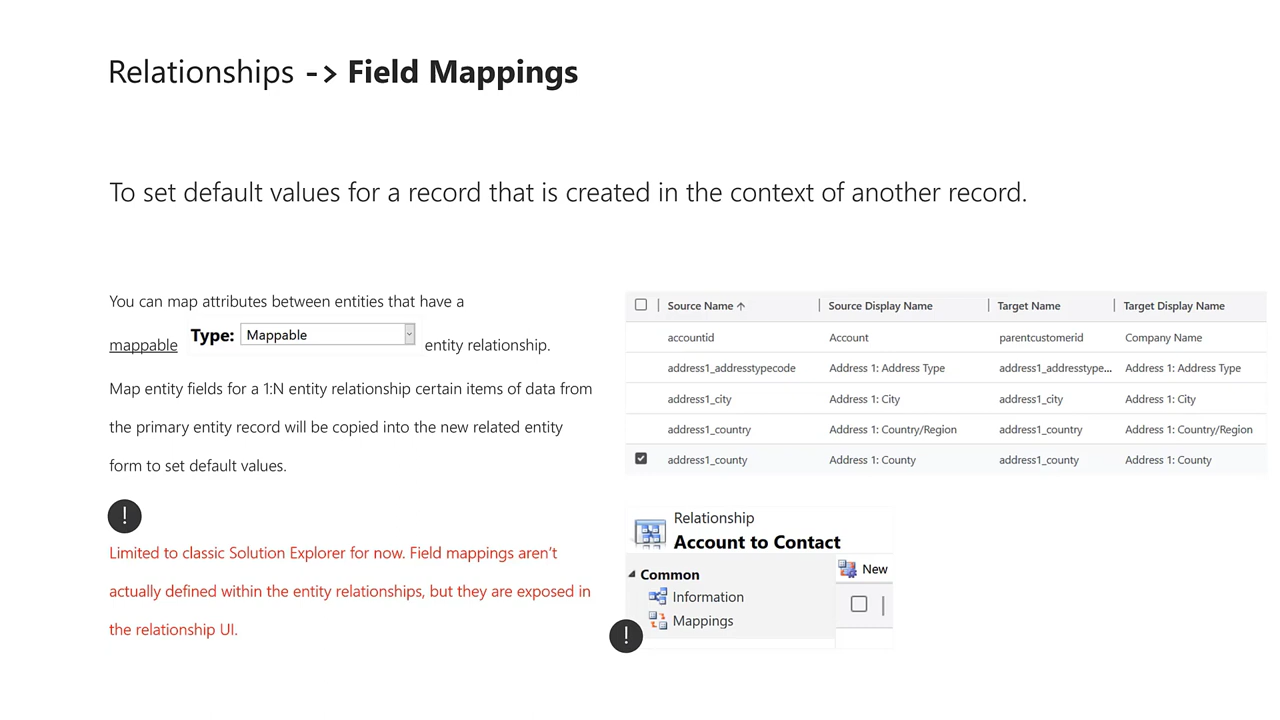 Relationships -> Field Mappings
To set default values for a record that is created in the context of another record.
You can map attributes between entities that have a
mappable Type: Mappable entity relationship.
Map entity fields for a 1:N entity relationship certain items of data from
the primary entity record will be copied into the new related entity
form to set default values.
!
Limited to classic Solution Explorer for now. Field mappings aren't
actually defined within the entity relationships, but they are exposed in
the relationship UI.
Source Name ↑ Source Display Name Target Name Target Display Name
accountid Account parentcustomerid Company Name
address1_addresstypecode Address 1: Address Type address1_addresstype... Address 1: Address Type
address1_city Address 1: City address1_city Address 1: City
address1_country Address 1: Country/Region address1_country Address 1: Country/Region
address1_county Address 1: County address1_county Address 1: County
Relationship
Account to Contact
Common
Information
Mappings
New
!